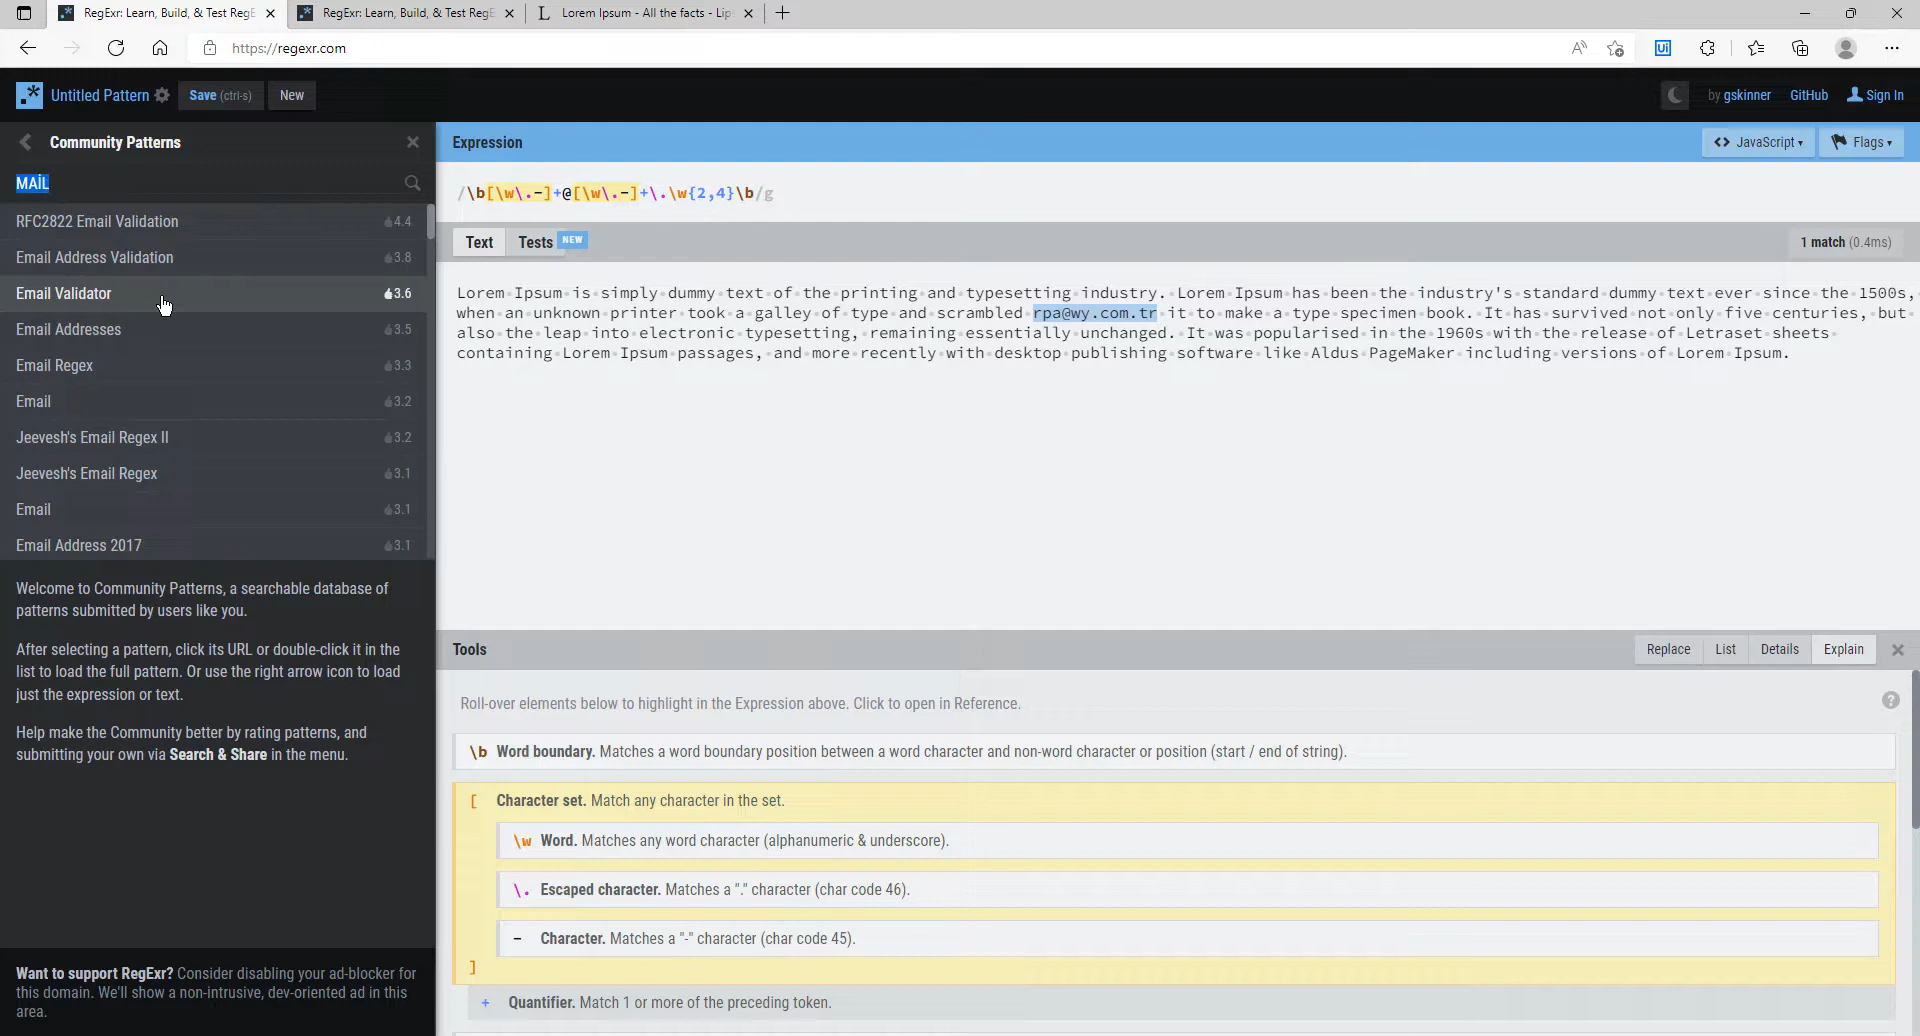 RegExr: Learn, Build, & Test RegE
RegExr: Learn, Build, & Test RegE
Lorem Ipsum - All the facts - Lip
https://regexr.com
Untitled Pattern
Save (ctrl-s)
New
by gskinner
GitHub
Sign In
Community Patterns
MAİL
RFC2822 Email Validation 4.4
Email Address Validation 3.8
Email Validator 3.6
Email Addresses 3.5
Email Regex 3.3
Email 3.2
Jeevesh's Email Regex II 3.2
Jeevesh's Email Regex 3.1
Email 3.1
Email Address 2017 3.1
Welcome to Community Patterns, a searchable database of
patterns submitted by users like you.
After selecting a pattern, click its URL or double-click it in the
list to load the full pattern. Or use the right arrow icon to load
just the expression or text.
Help make the Community better by rating patterns, and
submitting your own via Search & Share in the menu.
Want to support RegExr? Consider disabling your ad-blocker for
this domain. We'll show a non-intrusive, dev-oriented ad in this
area.
Expression
<> JavaScript
Flags
/\b[\w\.-]+@[\w\.-]+\.\w{2,4}\b/g
Text
Tests NEW
1 match (0.4ms)
Lorem Ipsum is simply dummy text of the printing and typesetting industry. Lorem Ipsum has been the industry's standard dummy text ever since the 1500s,
when an unknown printer took a galley of type and scrambled rpa@wy.com.tr it to make a type specimen book. It has survived not only five centuries, but
also the leap into electronic typesetting, remaining essentially unchanged. It was popularised in the 1960s with the release of Letraset sheets
containing Lorem Ipsum passages, and more recently with desktop publishing software like Aldus PageMaker including versions of Lorem Ipsum.
Tools
Replace
List
Details
Explain
Roll-over elements below to highlight in the Expression above. Click to open in Reference.
\b Word boundary. Matches a word boundary position between a word character and non-word character or position (start / end of string).
[ Character set. Match any character in the set.
\w Word. Matches any word character (alphanumeric & underscore).
\. Escaped character. Matches a "." character (char code 46).
- Character. Matches a "-" character (char code 45).
]
+ Quantifier. Match 1 or more of the preceding token.